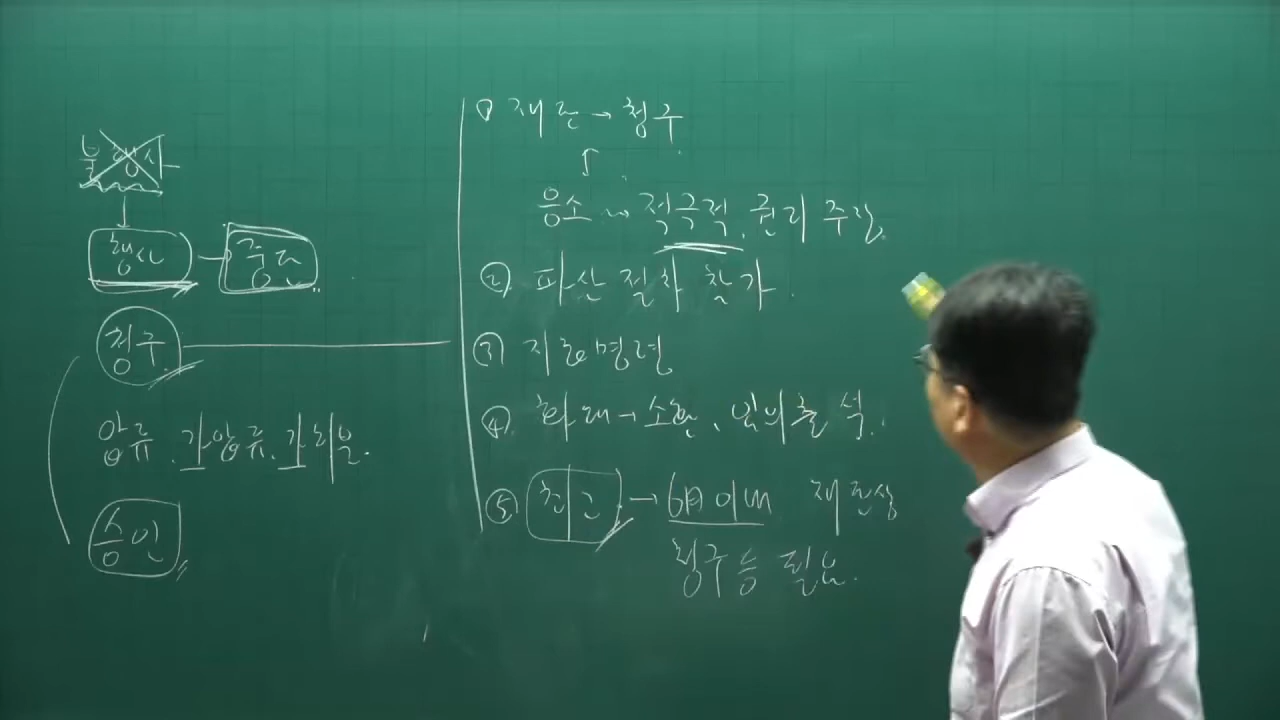 불행사
행사 - 중단
청구
압류, 가압류, 가처분.
승인
① 재판 → 청구
응소 → 적극적 권리 주장.
② 파산절차 참가.
③ 지급명령
④ 화해 → 소환, 임의출석.
⑤ 최고 → 6月이내 재판상
청구등 필요.